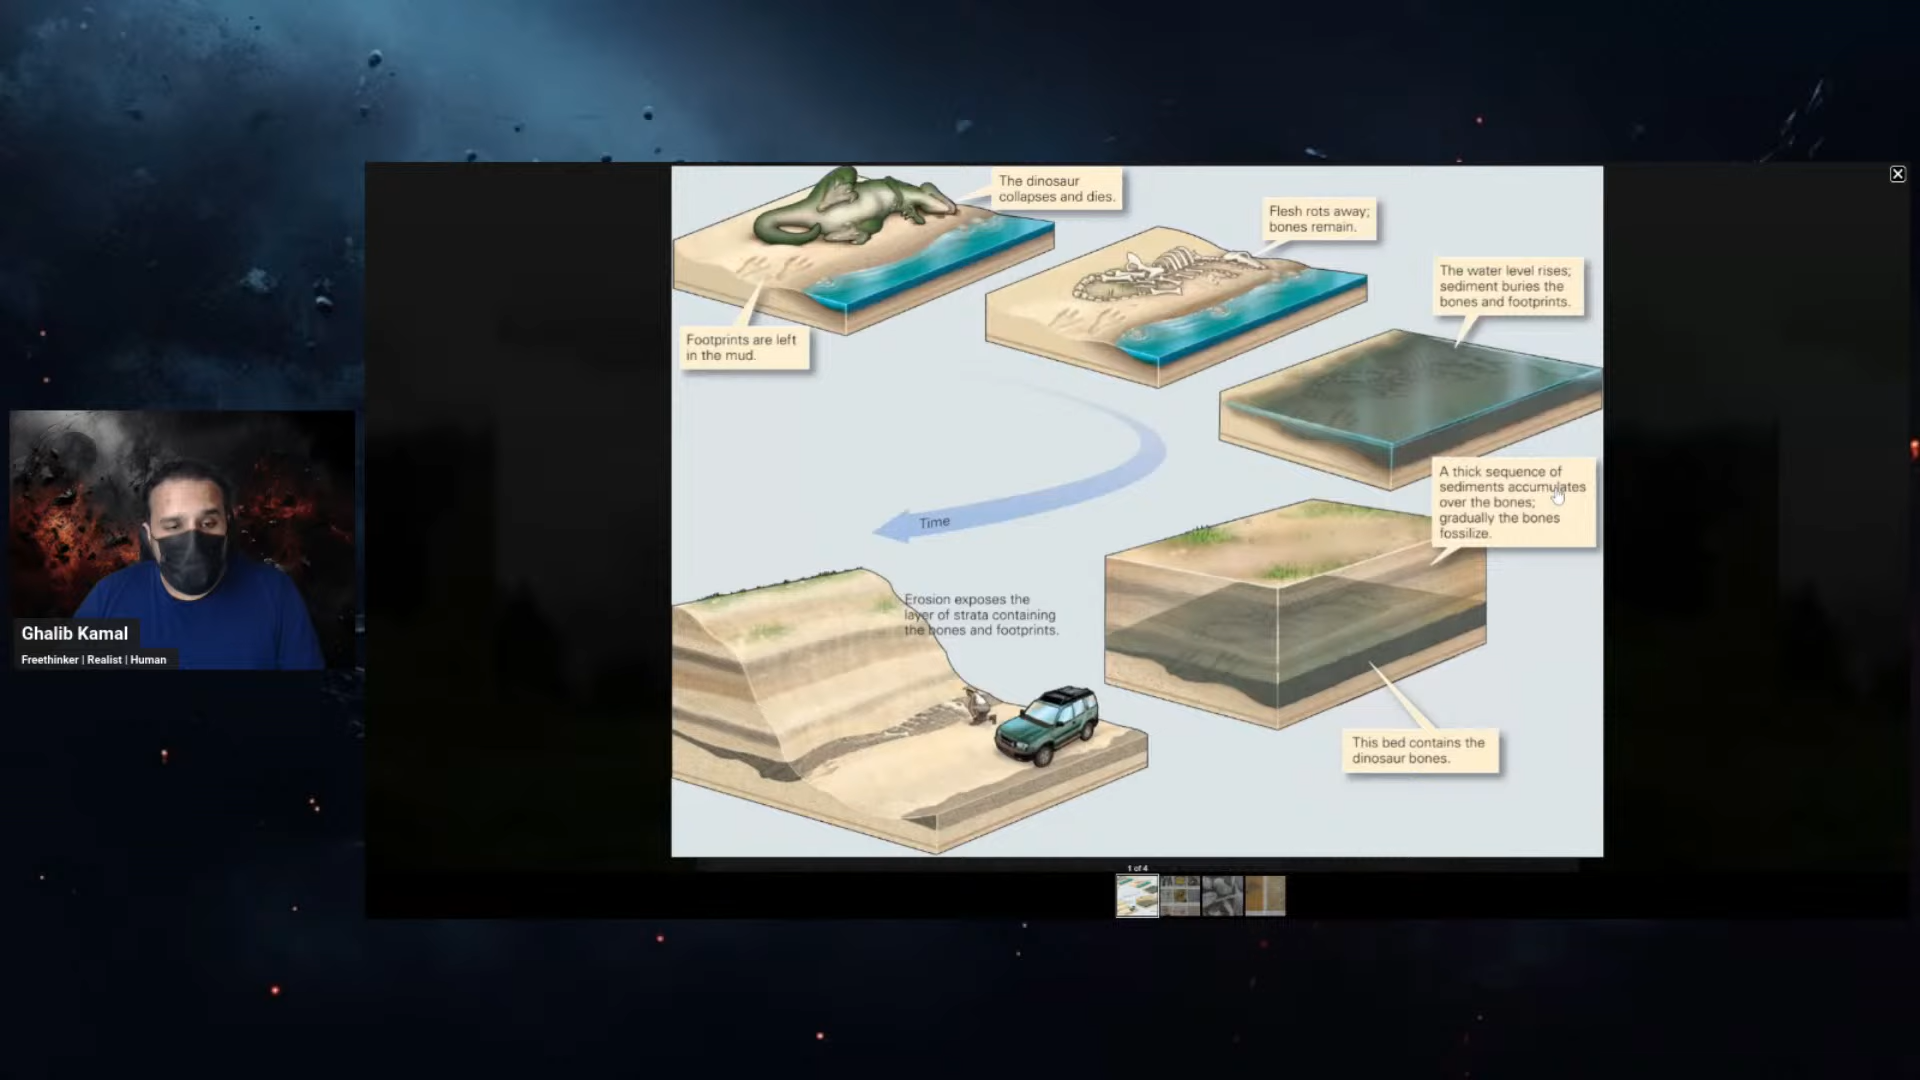 The dinosaur
collapses and dies.
Flesh rots away;
bones remain.
The water level rises;
sediment buries the
bones and footprints.
Footprints are left
in the mud.
A thick sequence of
sediments accumulates
over the bones;
gradually the bones
fossilize.
Time
Erosion exposes the
layer of strata containing
the bones and footprints.
This bed contains the
dinosaur bones.
Ghalib Kamal
Freethinker | Realist | Human
1 of 4